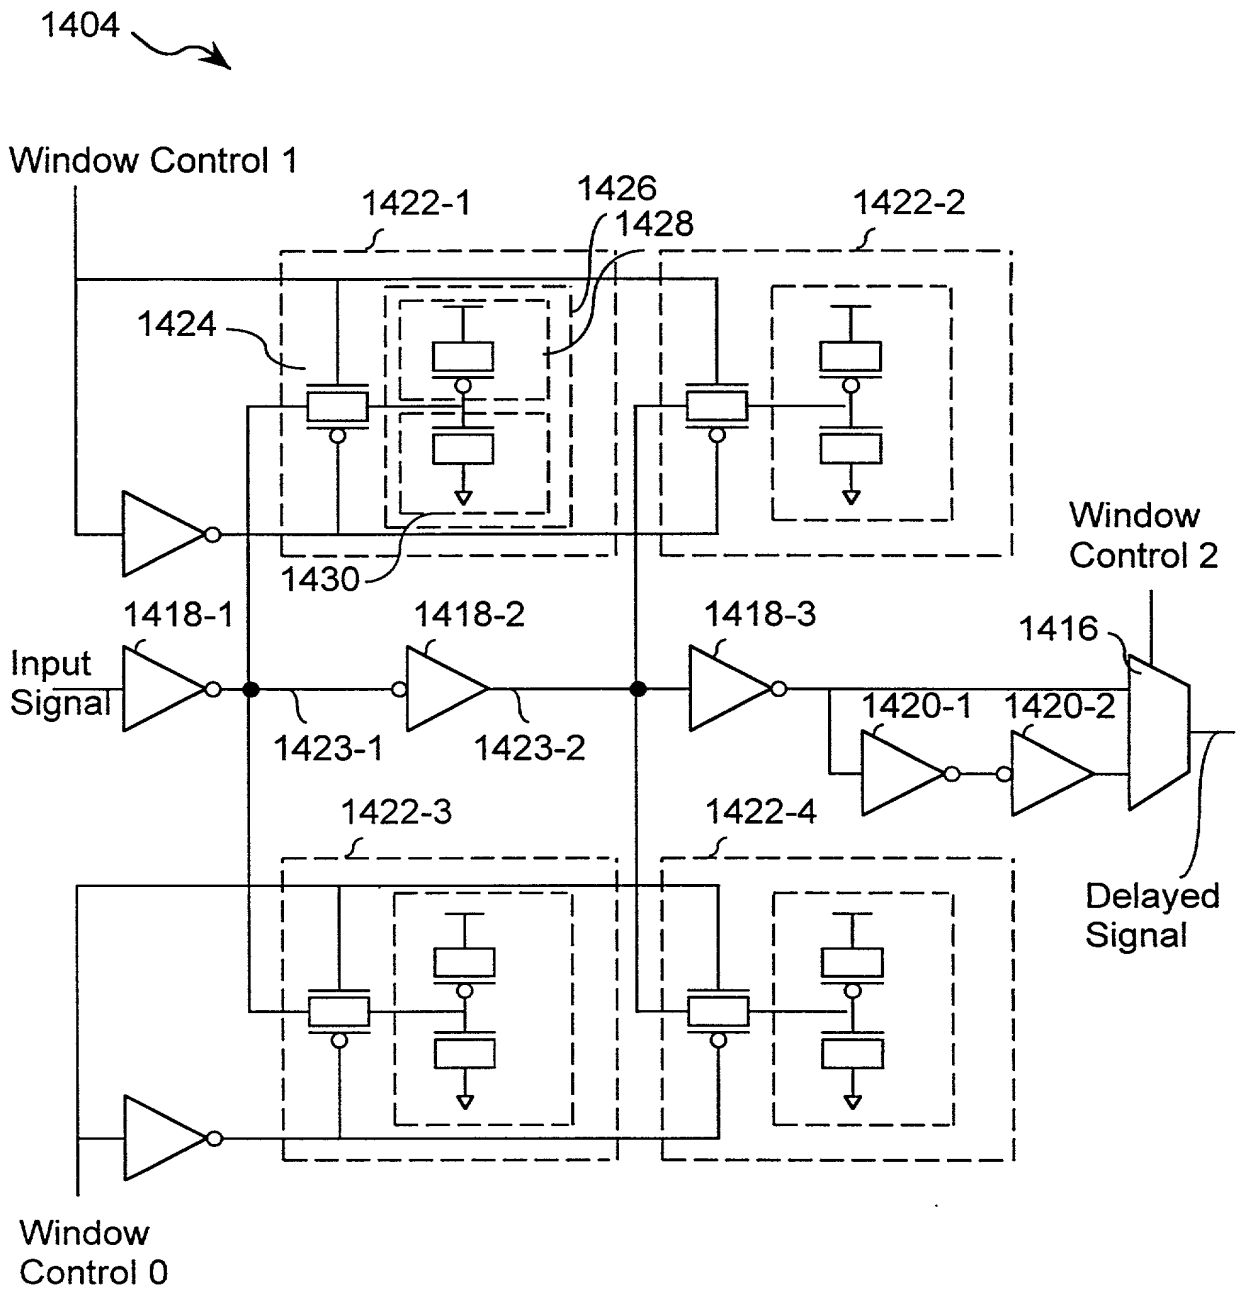 1404
Window Control 1
1422-1
1426
1428
1422-2
1424
1430
Window
Control 2
1418-1
1418-2
1418-3
1416
Input
Signal
1423-1
1423-2
1420-1
1420-2
1422-3
1422-4
Delayed
Signal
Window
Control 0